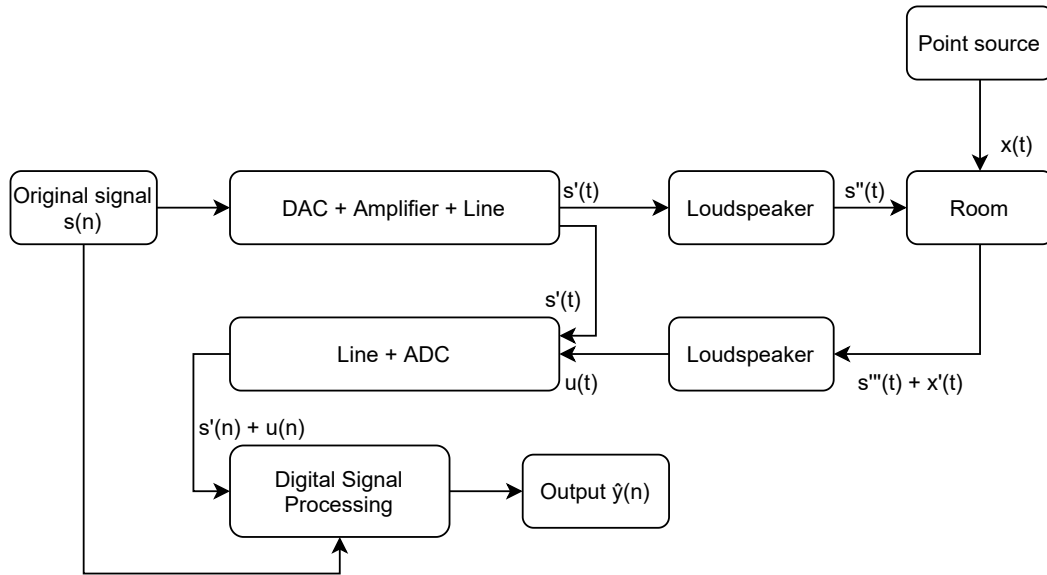 Point source
x(t)
Original signal
s(n)
DAC + Amplifier + Line
s'(t)
Loudspeaker
s''(t)
Room
s'(t)
Line + ADC
u(t)
Loudspeaker
s'''(t) + x'(t)
s'(n) + u(n)
Digital Signal
Processing
Output ŷ(n)